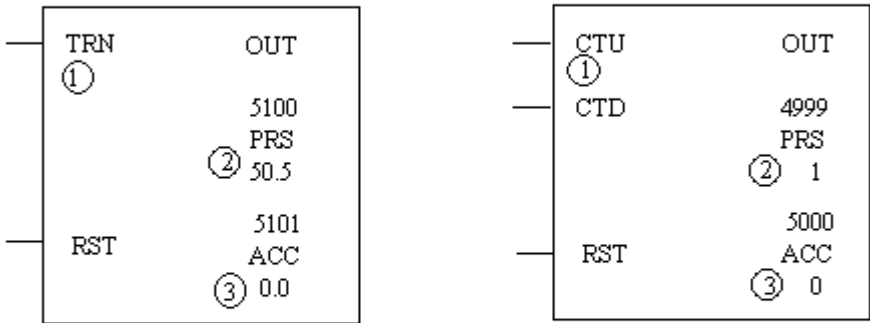 TRN OUT
①
5100
PRS
② 50.5
5101
RST ACC
③ 0.0
CTU OUT
①
CTD 4999
PRS
② 1
5000
RST ACC
③ 0